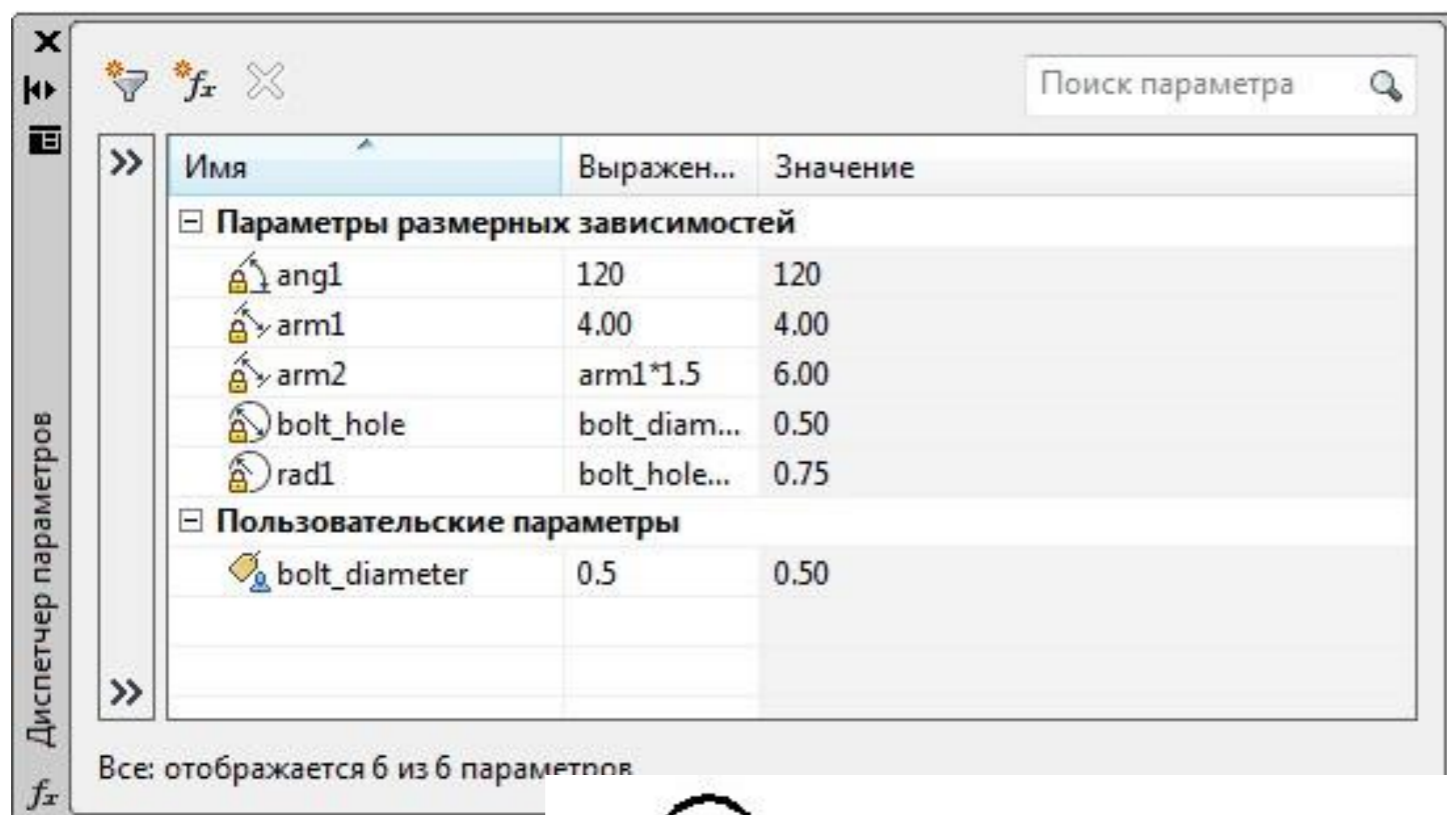 Поиск параметра
Имя Выражен... Значение
Параметры размерных зависимостей
ang1 120 120
arm1 4.00 4.00
arm2 arm1*1.5 6.00
bolt_hole bolt_diam... 0.50
rad1 bolt_hole... 0.75
Пользовательские параметры
bolt_diameter 0.5 0.50
Все: отображается 6 из 6 параметров
Диспетчер параметров